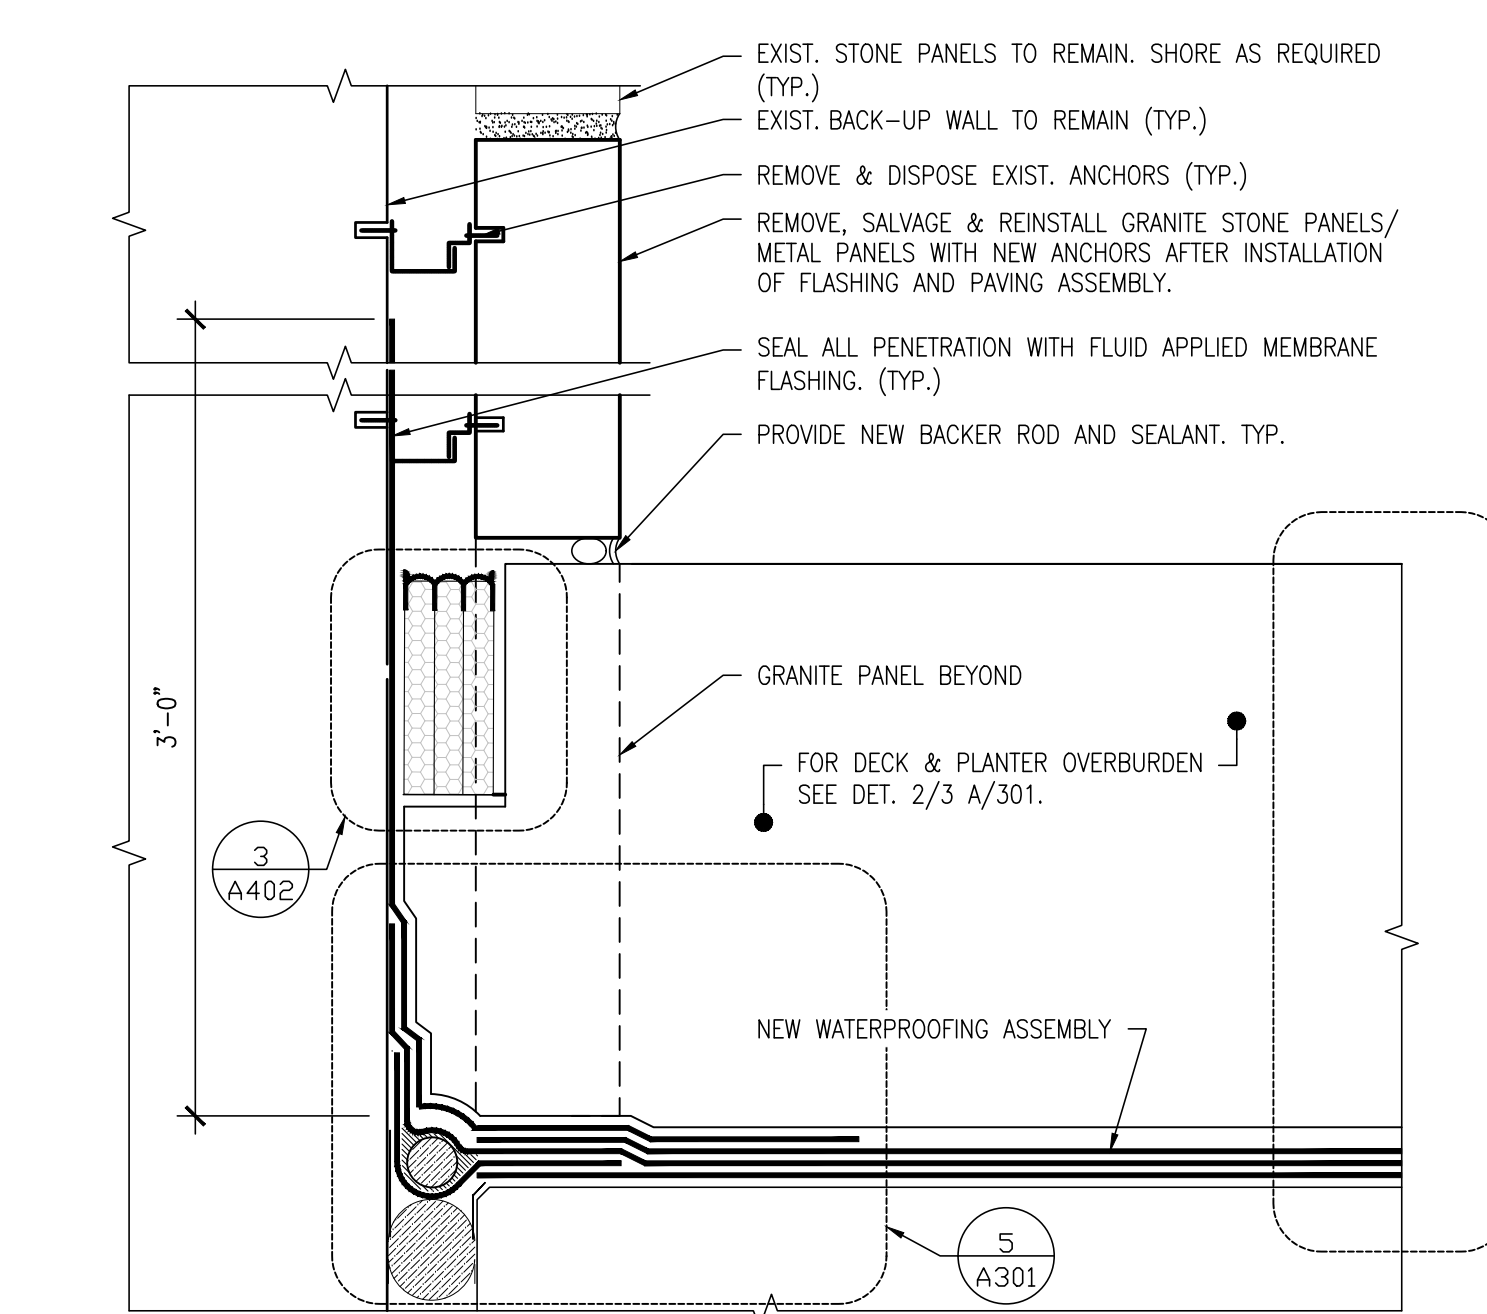 EXIST. STONE PANELS TO REMAIN. SHORE AS REQUIRED
(TYP.)
EXIST. BACK-UP WALL TO REMAIN (TYP.)
REMOVE & DISPOSE EXIST. ANCHORS (TYP.)
REMOVE, SALVAGE & REINSTALL GRANITE STONE PANELS/
METAL PANELS WITH NEW ANCHORS AFTER INSTALLATION
OF FLASHING AND PAVING ASSEMBLY.
SEAL ALL PENETRATION WITH FLUID APPLIED MEMBRANE
FLASHING. (TYP.)
PROVIDE NEW BACKER ROD AND SEALANT. TYP.
GRANITE PANEL BEYOND
3'-0"
FOR DECK & PLANTER OVERBURDEN
SEE DET. 2/3 A/301.
3
A402
NEW WATERPROOFING ASSEMBLY
5
A301